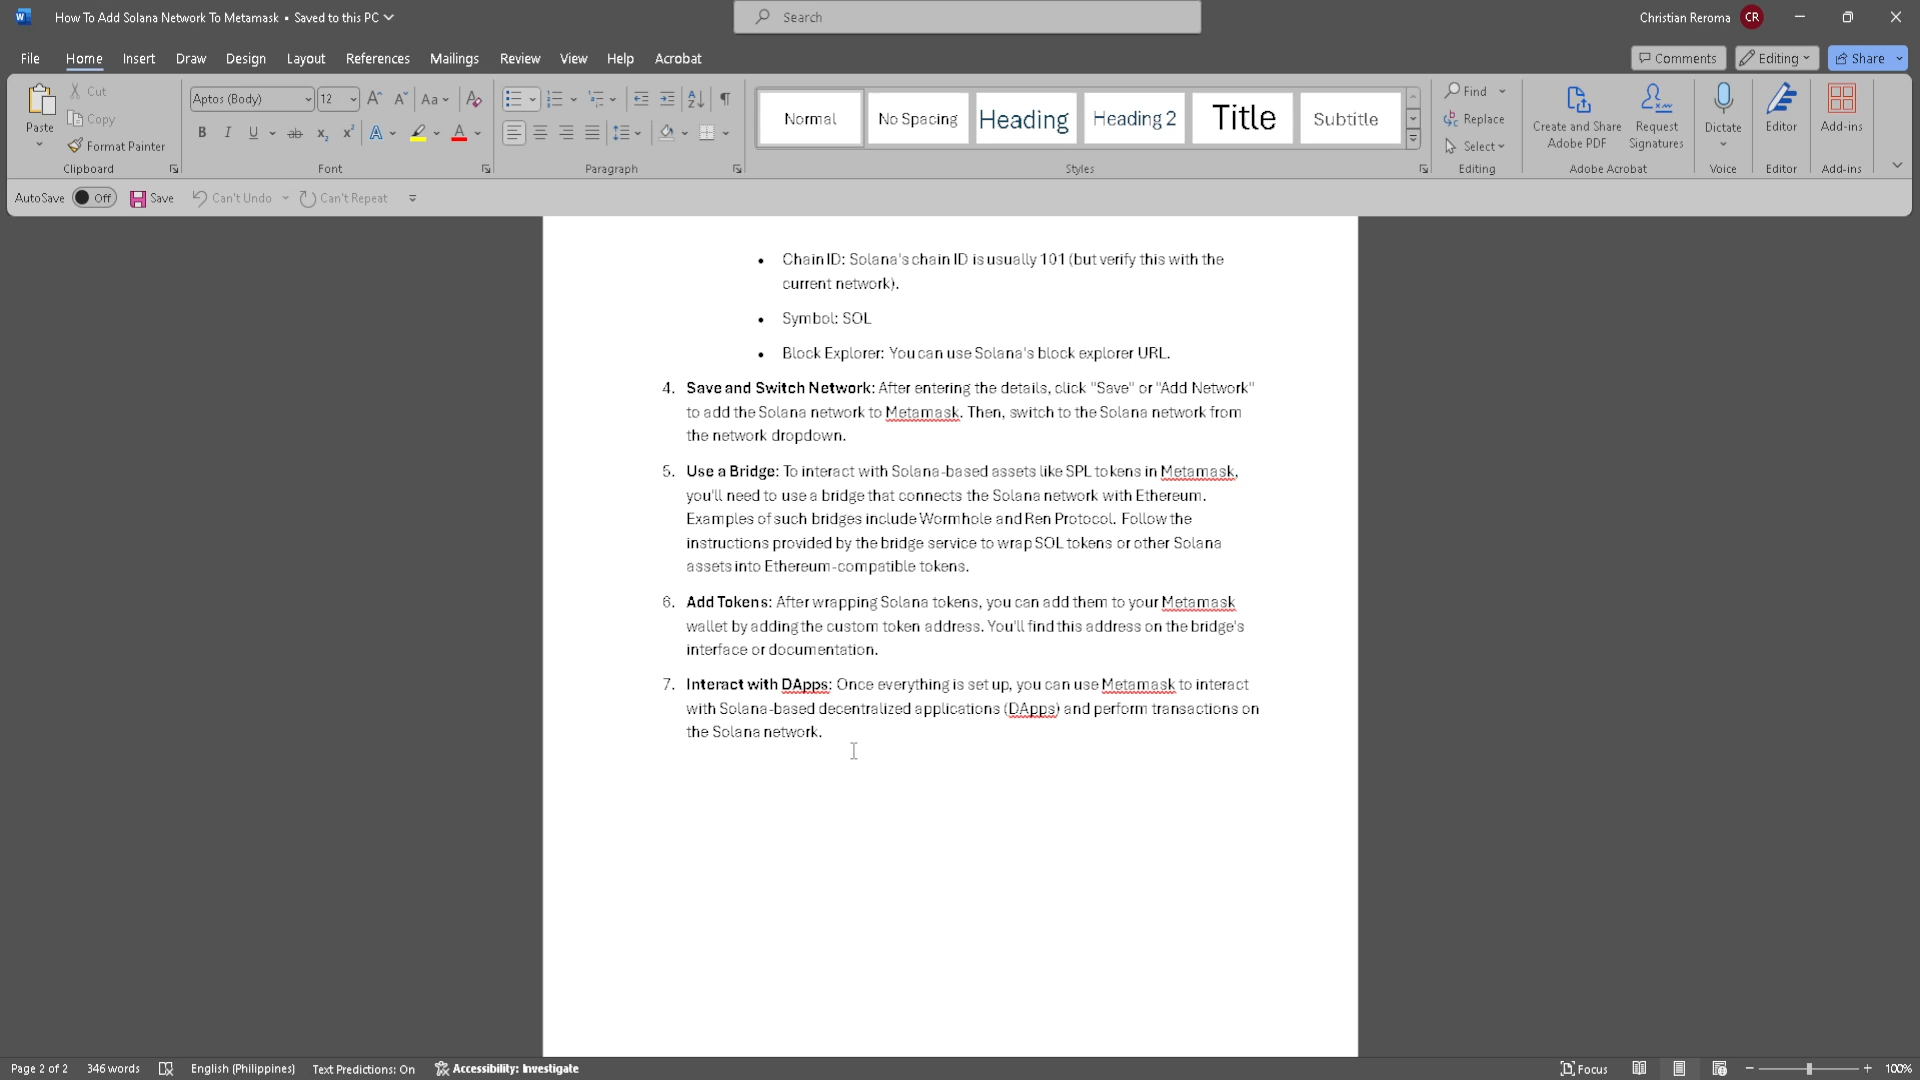 How To Add Solana Network To Metamask • Saved to this PC
Search
Christian Reroma CR
File Home Insert Draw Design Layout References Mailings Review View Help Acrobat
Comments Editing Share
Paste
Cut
Copy
Format Painter
Clipboard
Aptos (Body) 12
Font
Paragraph
Normal No Spacing Heading Heading 2 Title Subtitle
Styles
Find
Replace
Select
Editing
Create and Share Adobe PDF
Request Signatures
Adobe Acrobat
Dictate
Voice
Editor
Editor
Add-ins
Add-ins
AutoSave Off Save Can't Undo Can't Repeat
• Chain ID: Solana's chain ID is usually 101 (but verify this with the
current network).
• Symbol: SOL
• Block Explorer: You can use Solana's block explorer URL.
4. Save and Switch Network: After entering the details, click "Save" or "Add Network"
to add the Solana network to Metamask. Then, switch to the Solana network from
the network dropdown.
5. Use a Bridge: To interact with Solana-based assets like SPL tokens in Metamask,
you'll need to use a bridge that connects the Solana network with Ethereum.
Examples of such bridges include Wormhole and Ren Protocol. Follow the
instructions provided by the bridge service to wrap SOL tokens or other Solana
assets into Ethereum-compatible tokens.
6. Add Tokens: After wrapping Solana tokens, you can add them to your Metamask
wallet by adding the custom token address. You'll find this address on the bridge's
interface or documentation.
7. Interact with DApps: Once everything is set up, you can use Metamask to interact
with Solana-based decentralized applications (DApps) and perform transactions on
the Solana network.
Page 2 of 2 346 words English (Philippines) Text Predictions: On Accessibility: Investigate
Focus 100%